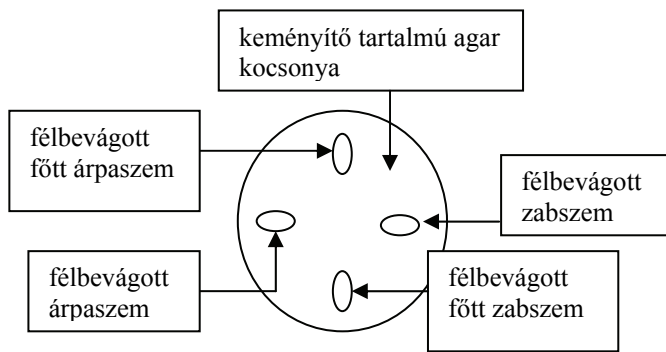 keményítő tartalmú agar
kocsonya
félbevágott
főtt árpaszem
félbevágott
zabszem
félbevágott
árpaszem
félbevágott
főtt zabszem